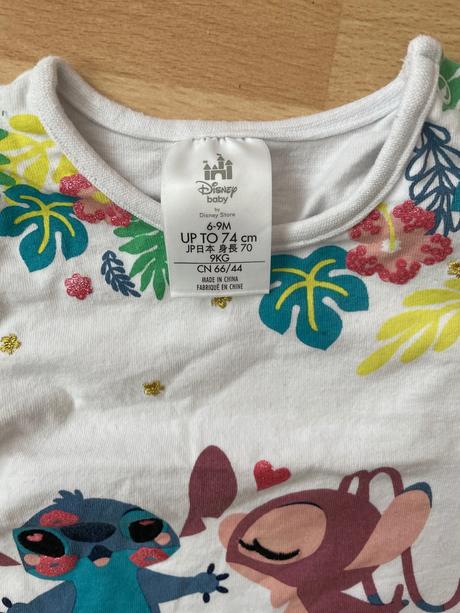 Disney
baby
by
Disney Store
6-9M
UP TO 74 cm
JP日本 身長 70
9KG
CN 66/44
MADE IN CHINA
FABRIQUÉ EN CHINE